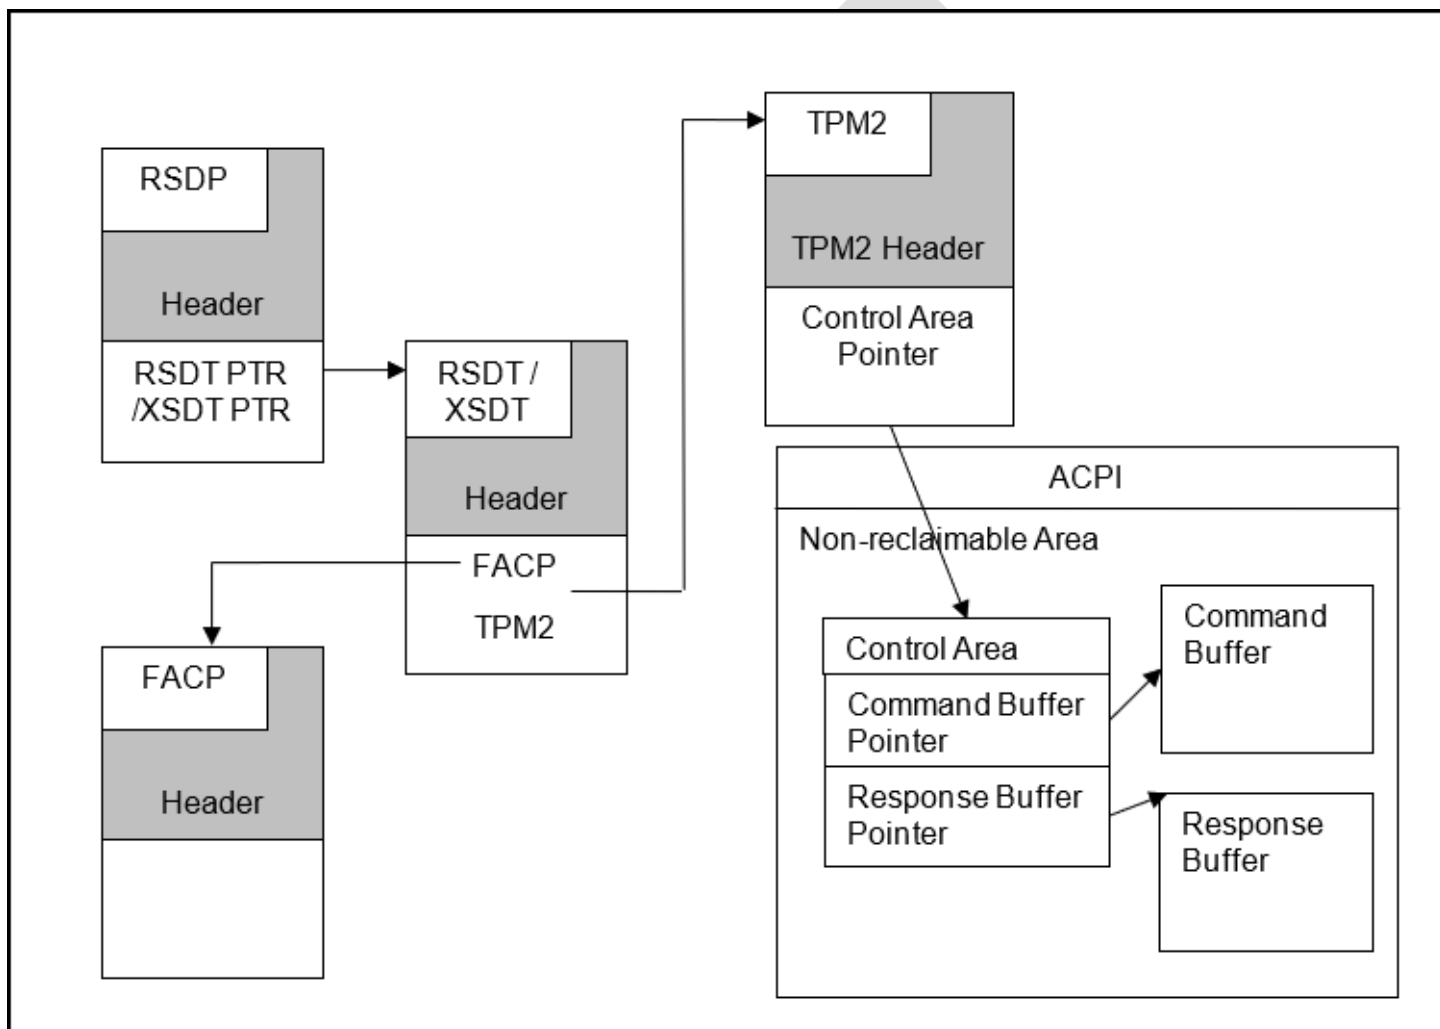 RSDP
Header
RSDT PTR
/XSDT PTR
RSDT /
XSDT
Header
FACP
TPM2
FACP
Header
TPM2
TPM2 Header
Control Area
Pointer
ACPI
Non-reclaimable Area
Control Area
Command Buffer
Pointer
Response Buffer
Pointer
Command
Buffer
Response
Buffer